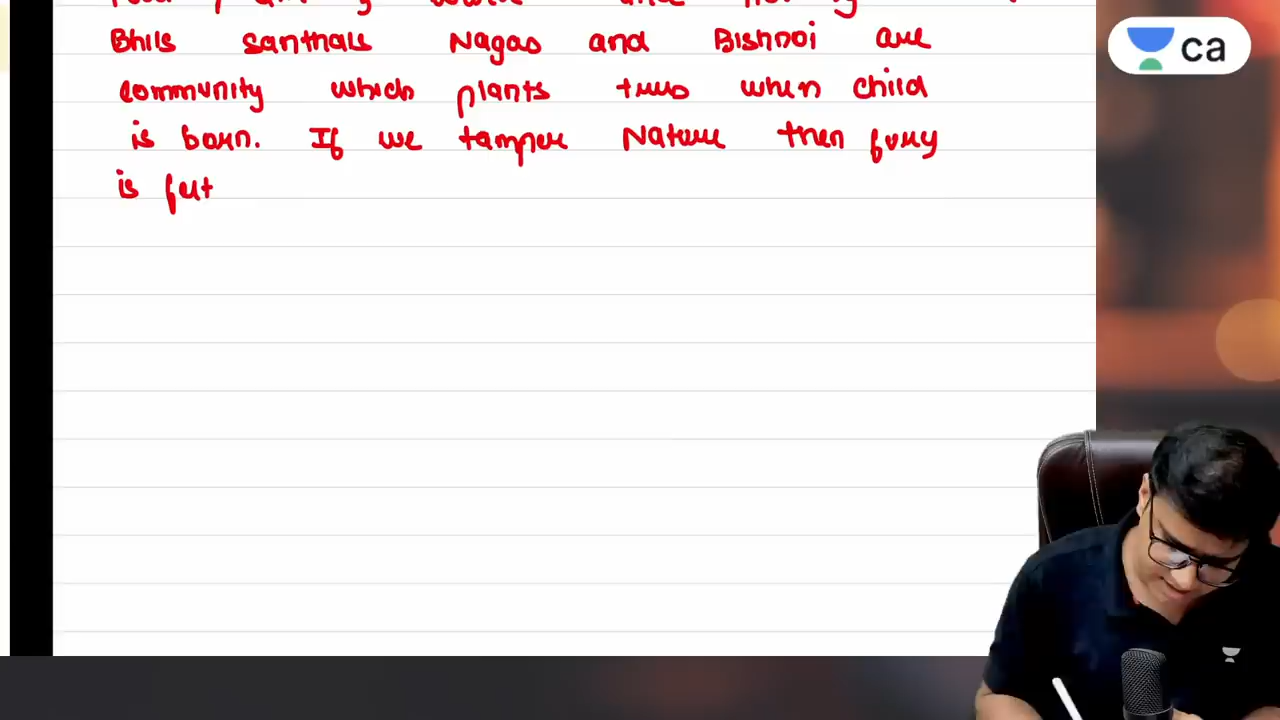 Bhils santhals Nagas and Bishnoi are
community which plants trees when child
is born. If we tamper Nature then fury
is felt
ca